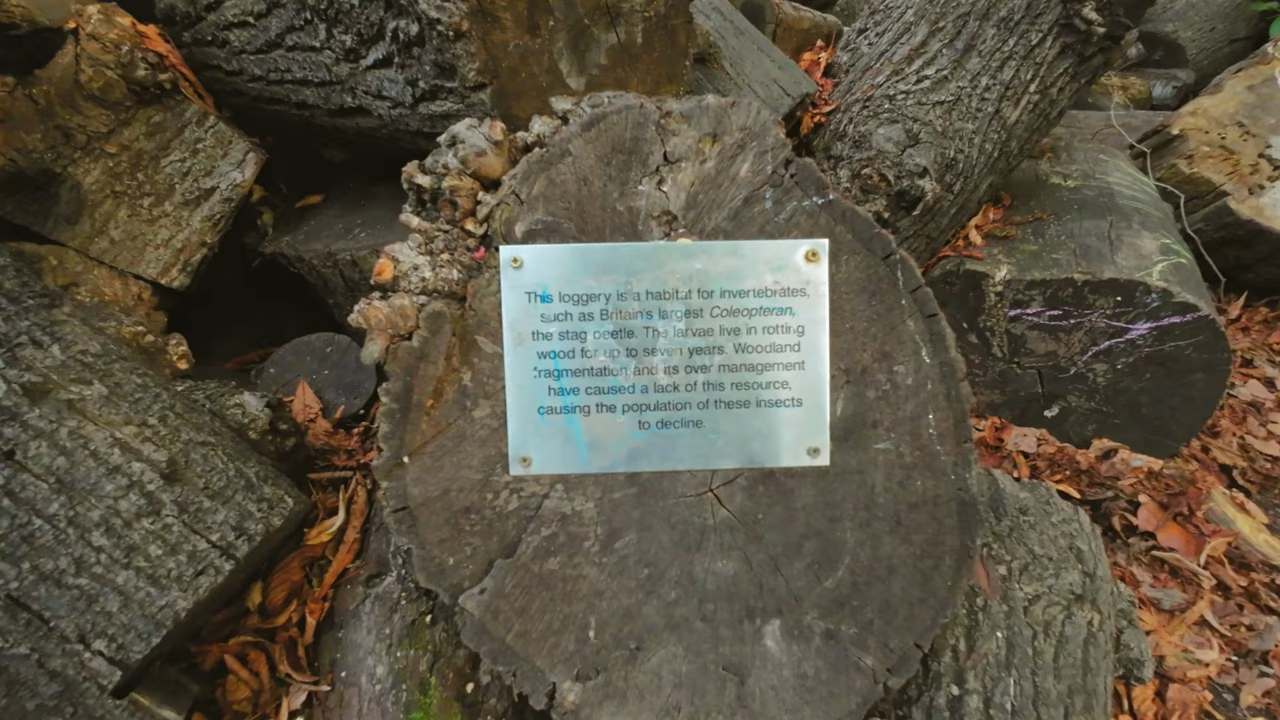 This loggery is a habitat for invertebrates,
such as Britain's largest Coleopteran,
the stag beetle. The larvae live in rotting
wood for up to seven years. Woodland
fragmentation and its over management
have caused a lack of this resource,
causing the population of these insects
to decline.